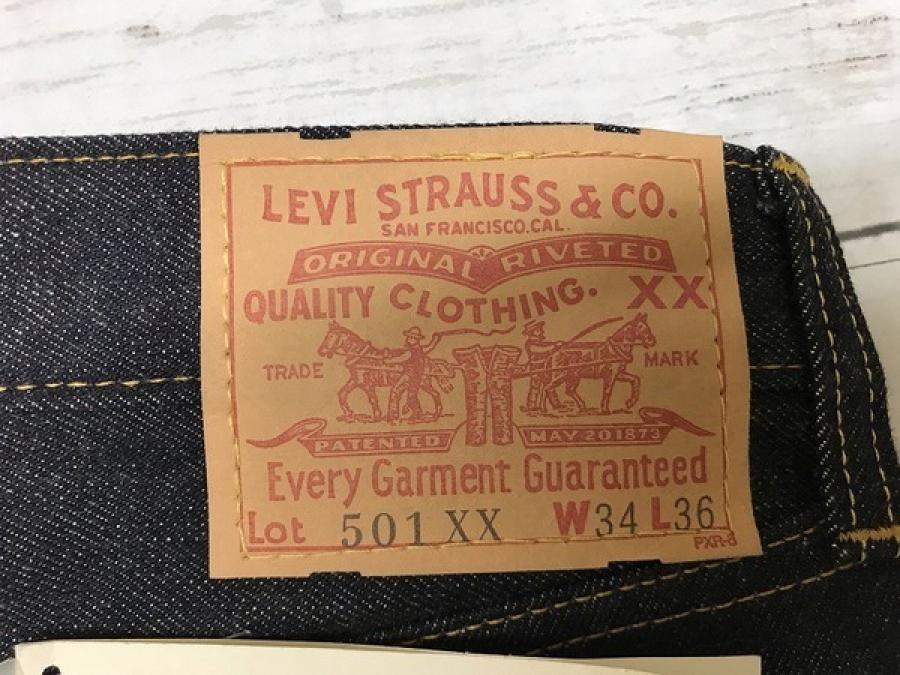 LEVI STRAUSS & CO.
SAN FRANCISCO, CAL.
ORIGINAL RIVETED
QUALITY CLOTHING. XX
TRADE MARK
PATENTED MAY 20 1873
Every Garment Guaranteed
Lot 501 XX W34 L36
PXR-8